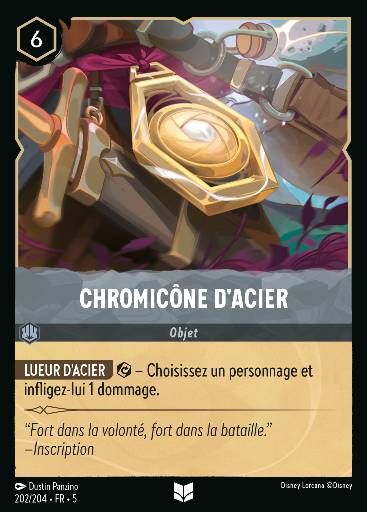 6
CHROMICÔNE D'ACIER
Objet
LUEUR D'ACIER – Choisissez un personnage et
infligez-lui 1 dommage.
“Fort dans la volonté, fort dans la bataille.”
–Inscription
Dustin Panzino
Disney Lorcana ©Disney
202/204 • FR • 5